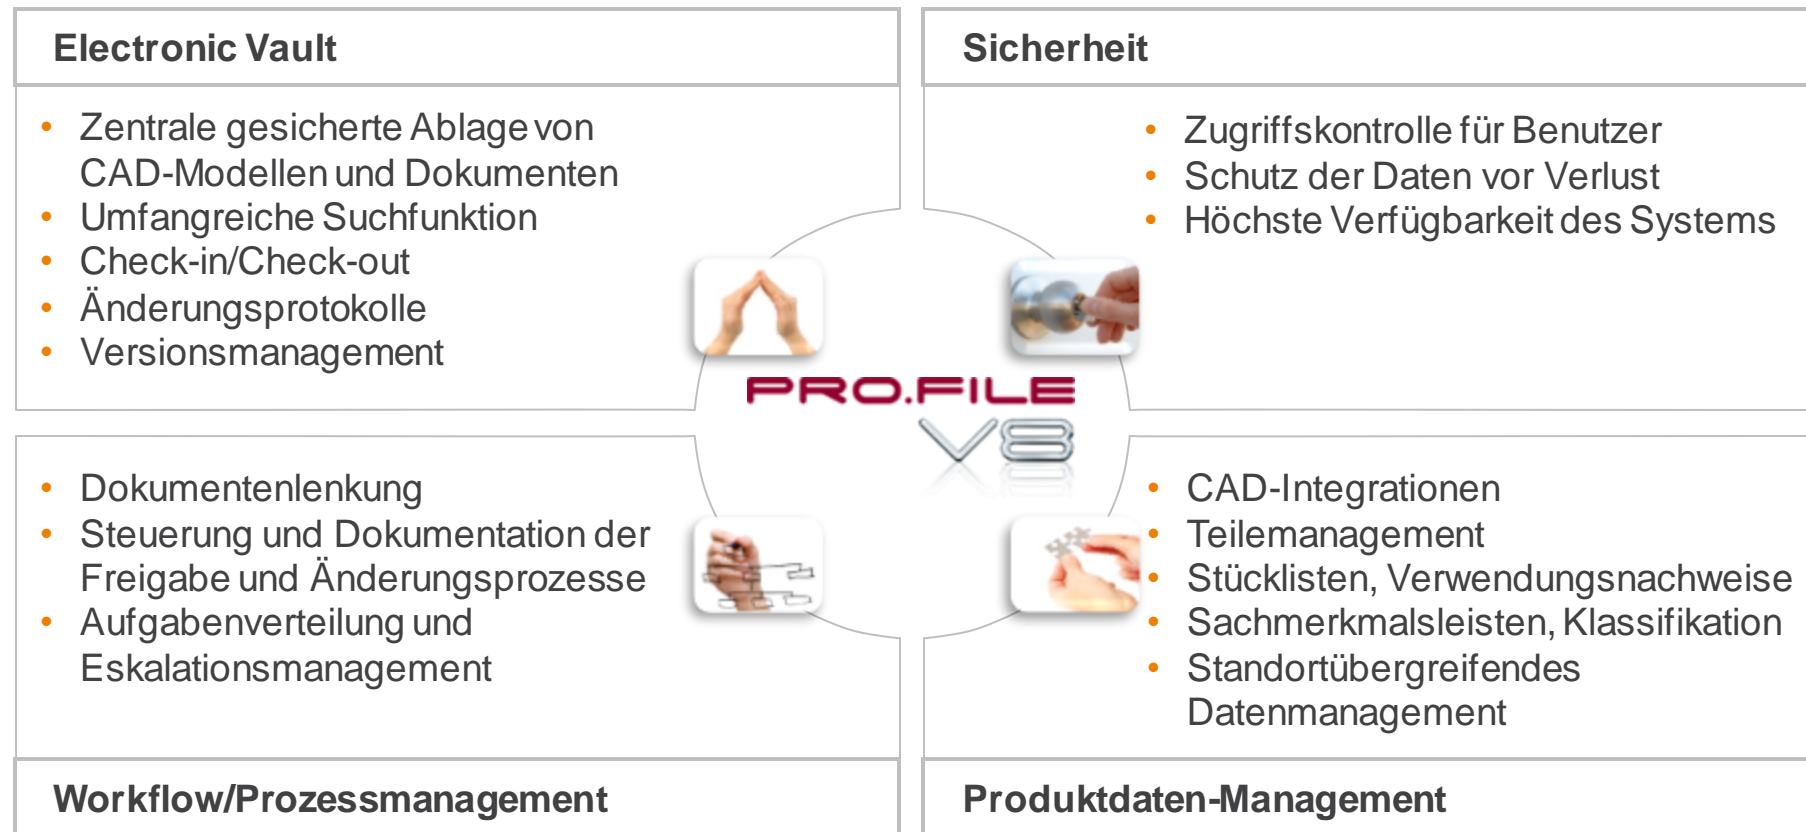 Electronic Vault
• Zentrale gesicherte Ablage von
CAD-Modellen und Dokumenten
• Umfangreiche Suchfunktion
• Check-in/Check-out
• Änderungsprotokolle
• Versionsmanagement
Sicherheit
• Zugriffskontrolle für Benutzer
• Schutz der Daten vor Verlust
• Höchste Verfügbarkeit des Systems
PRO.FILE
V8
• Dokumentenlenkung
• Steuerung und Dokumentation der
Freigabe und Änderungsprozesse
• Aufgabenverteilung und
Eskalationsmanagement
Workflow/Prozessmanagement
• CAD-Integrationen
• Teilemanagement
• Stücklisten, Verwendungsnachweise
• Sachmerkmalsleisten, Klassifikation
• Standortübergreifendes
Datenmanagement
Produktdaten-Management